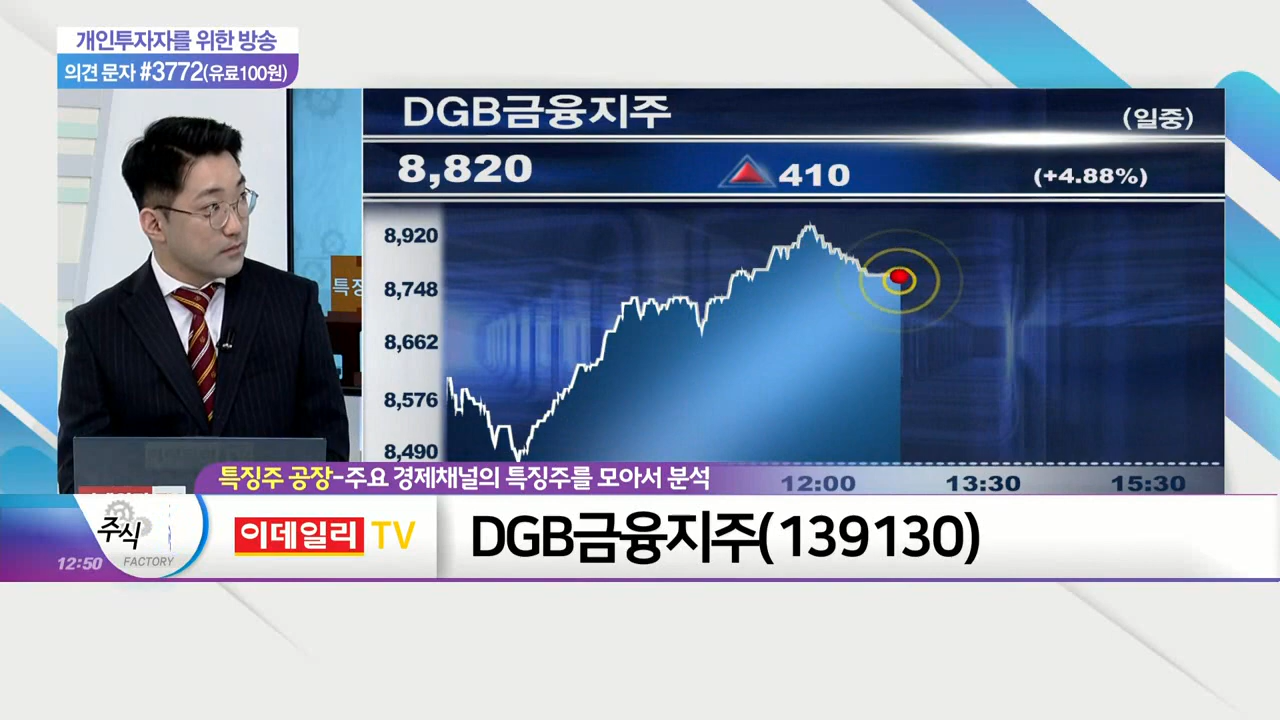 개인투자자를 위한 방송
의견 문자 #3772(유료100원)
DGB금융지주
(일중)
8,820
410
(+4.88%)
8,920
8,748
8,662
8,576
8,490
특징
12:00
13:30
15:30
특징주 공장-주요 경제채널의 특징주를 모아서 분석
주식
FACTORY
12:50
이데일리 TV
DGB금융지주(139130)